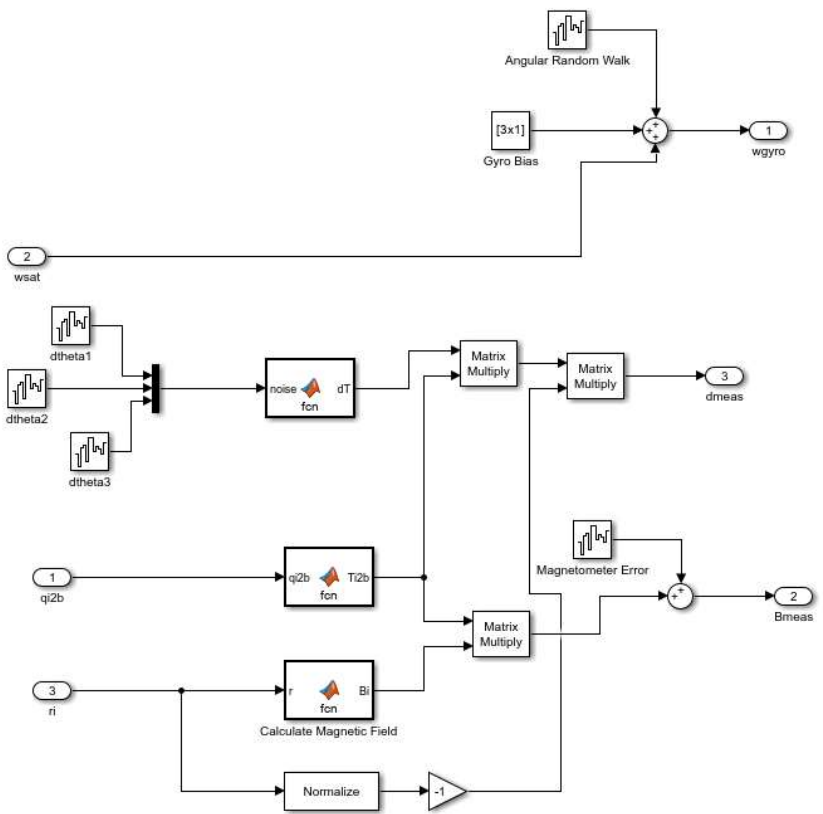 Angular Random Walk
[3x1]
Gyro Bias
+
+
+
1
wgyro
2
wsat
dtheta1
dtheta2
dtheta3
noise
dT
fcn
Matrix
Multiply
Matrix
Multiply
3
dmeas
1
qi2b
qi2b
Ti2b
fcn
Magnetometer Error
+
+
2
Bmeas
Matrix
Multiply
3
ri
r
Bi
fcn
Calculate Magnetic Field
Normalize
-1